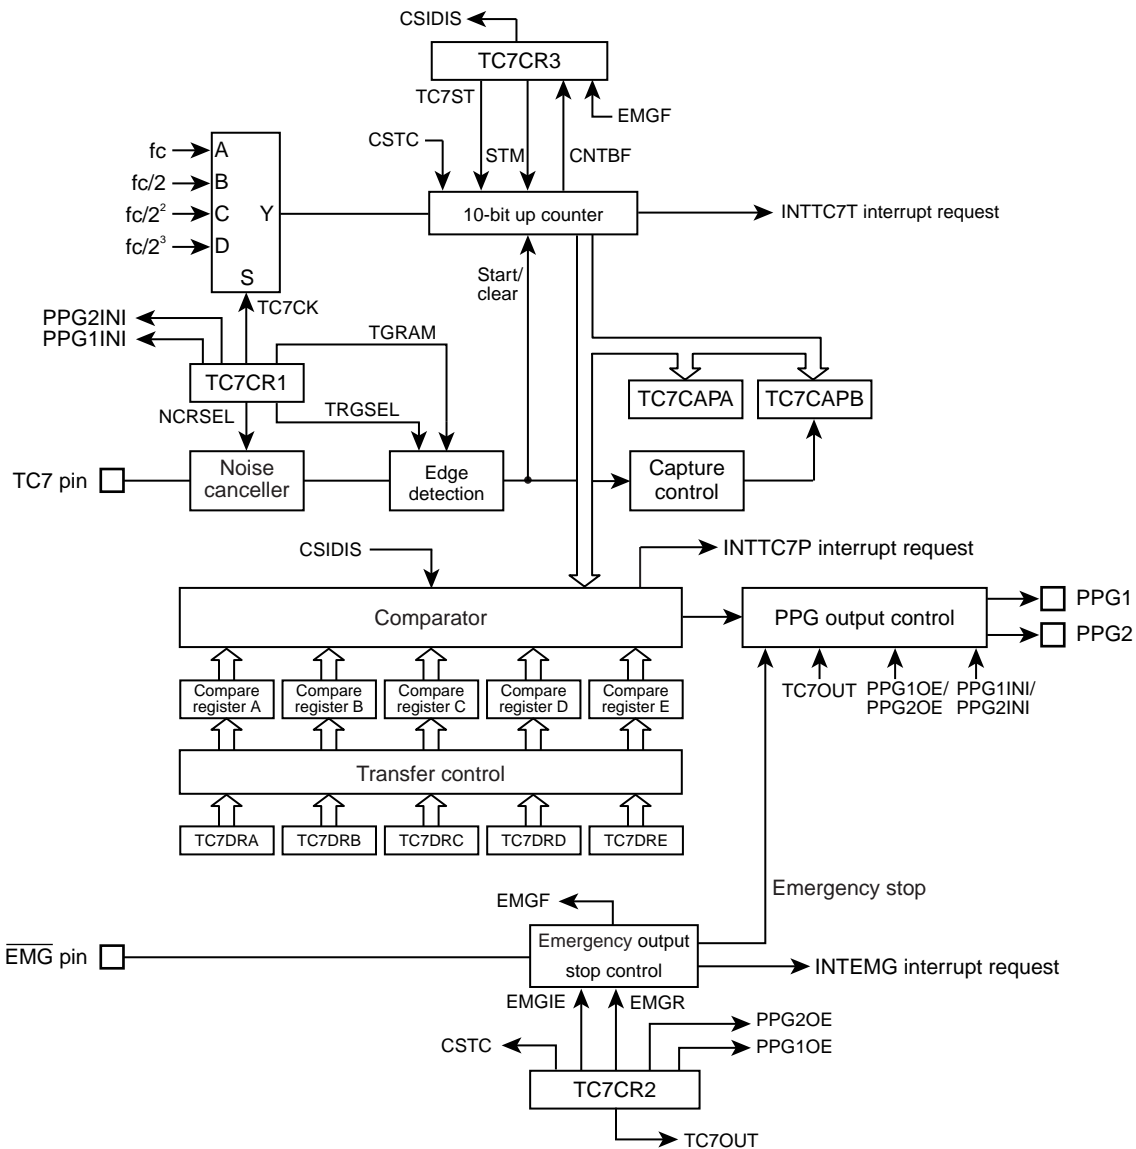 CSIDIS
TC7CR3
TC7ST
EMGF
CSTC
STM
CNTBF
fc
A
fc/2
B
fc/2²
C
Y
fc/2³
D
S
10-bit up counter
INTTC7T interrupt request
Start/
clear
TC7CK
PPG2INI
PPG1INI
TGRAM
TC7CR1
TC7CAPA
TC7CAPB
NCRSEL
TRGSEL
TC7 pin
Noise
canceller
Edge
detection
Capture
control
CSIDIS
INTTC7P interrupt request
Comparator
PPG output control
PPG1
PPG2
TC7OUT
PPG1OE/
PPG2OE
PPG1INI/
PPG2INI
Compare
register A
Compare
register B
Compare
register C
Compare
register D
Compare
register E
Transfer control
TC7DRA
TC7DRB
TC7DRC
TC7DRD
TC7DRE
Emergency stop
EMGF
EMG pin
Emergency output
stop control
INTEMG interrupt request
EMGIE
EMGR
PPG2OE
CSTC
PPG1OE
TC7CR2
TC7OUT